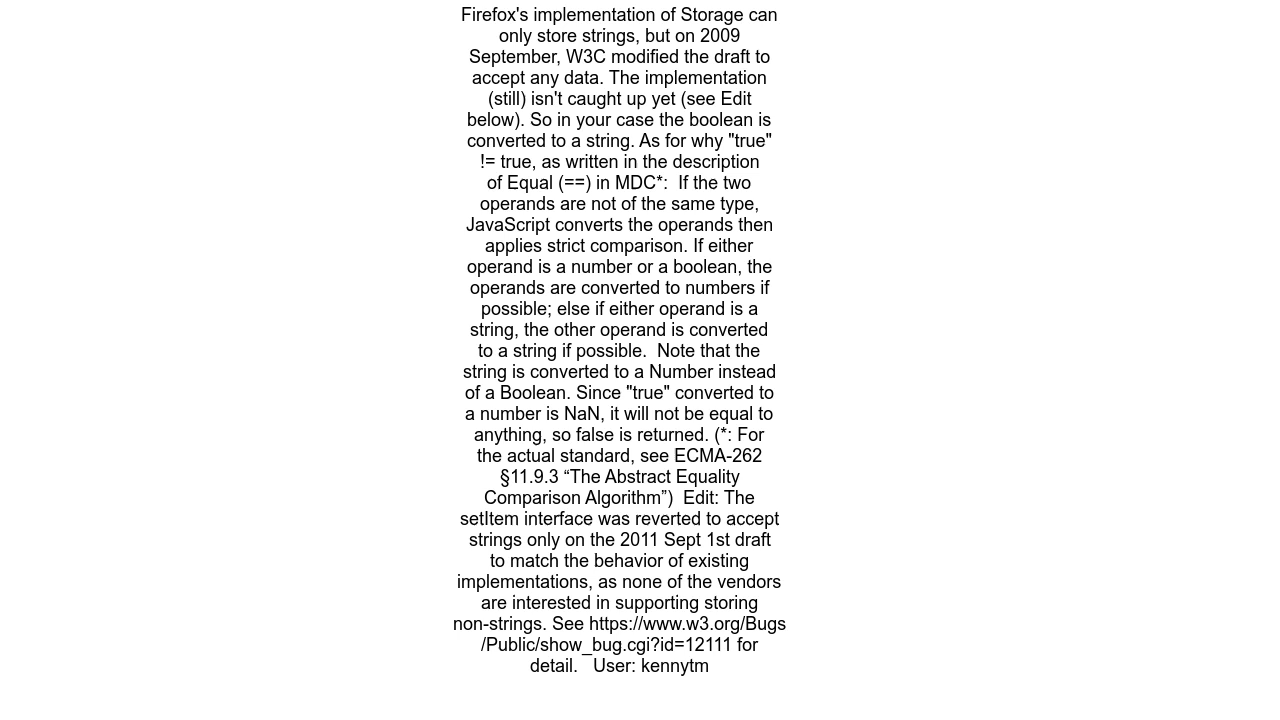 Firefox's implementation of Storage can
only store strings, but on 2009
September, W3C modified the draft to
accept any data. The implementation
(still) isn't caught up yet (see Edit
below). So in your case the boolean is
converted to a string. As for why "true"
!= true, as written in the description
of Equal (==) in MDC*:  If the two
operands are not of the same type,
JavaScript converts the operands then
applies strict comparison. If either
operand is a number or a boolean, the
operands are converted to numbers if
possible; else if either operand is a
string, the other operand is converted
to a string if possible.  Note that the
string is converted to a Number instead
of a Boolean. Since "true" converted to
a number is NaN, it will not be equal to
anything, so false is returned. (*: For
the actual standard, see ECMA-262
§11.9.3 “The Abstract Equality
Comparison Algorithm”)  Edit: The
setItem interface was reverted to accept
strings only on the 2011 Sept 1st draft
to match the behavior of existing
implementations, as none of the vendors
are interested in supporting storing
non-strings. See https://www.w3.org/Bugs
/Public/show_bug.cgi?id=12111 for
detail.   User: kennytm